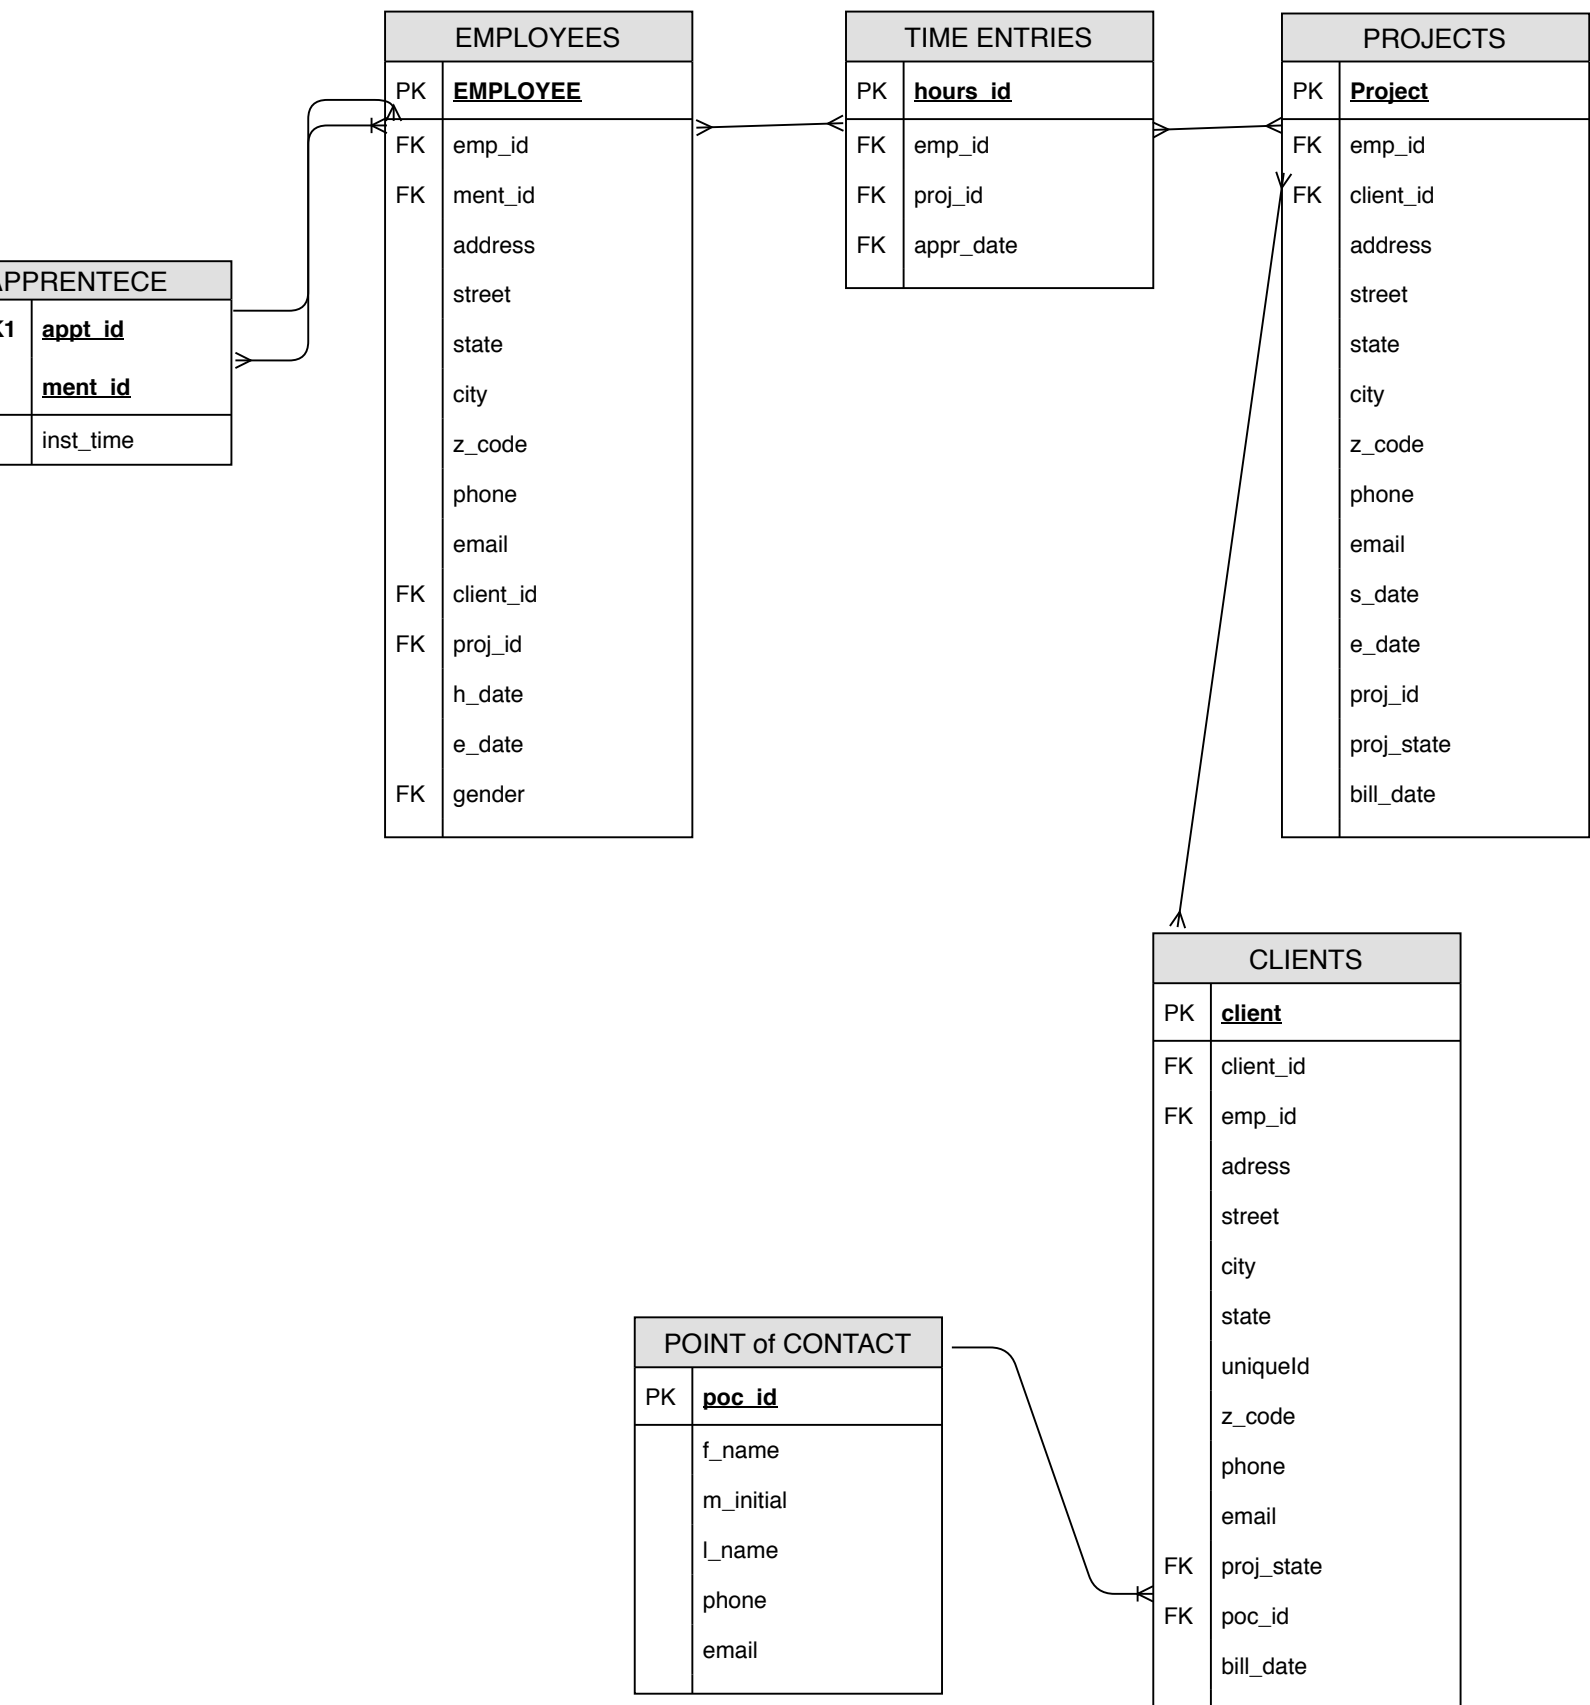 EMPLOYEES
PK EMPLOYEE
FK emp_id
FK ment_id
address
street
state
city
z_code
phone
email
FK client_id
FK proj_id
h_date
e_date
FK gender
TIME ENTRIES
PK hours_id
FK emp_id
FK proj_id
FK appr_date
PROJECTS
PK Project
FK emp_id
FK client_id
address
street
state
city
z_code
phone
email
s_date
e_date
proj_id
proj_state
bill_date
PPRENTECE
K1 appt_id
ment_id
inst_time
CLIENTS
PK client
FK client_id
FK emp_id
adress
street
city
state
uniqueId
z_code
phone
email
FK proj_state
FK poc_id
bill_date
POINT of CONTACT
PK poc_id
f_name
m_initial
l_name
phone
email